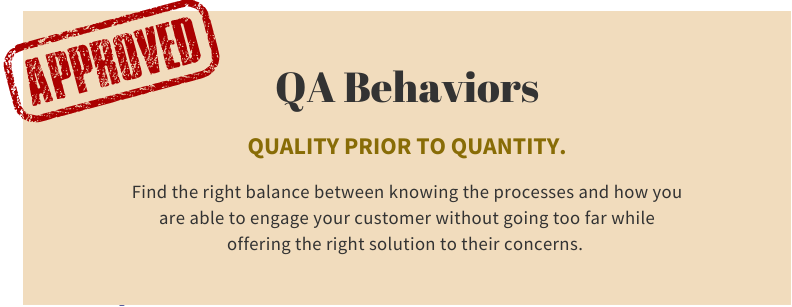 APPROVED
QA Behaviors
QUALITY PRIOR TO QUANTITY.
Find the right balance between knowing the processes and how you
are able to engage your customer without going too far while
offering the right solution to their concerns.